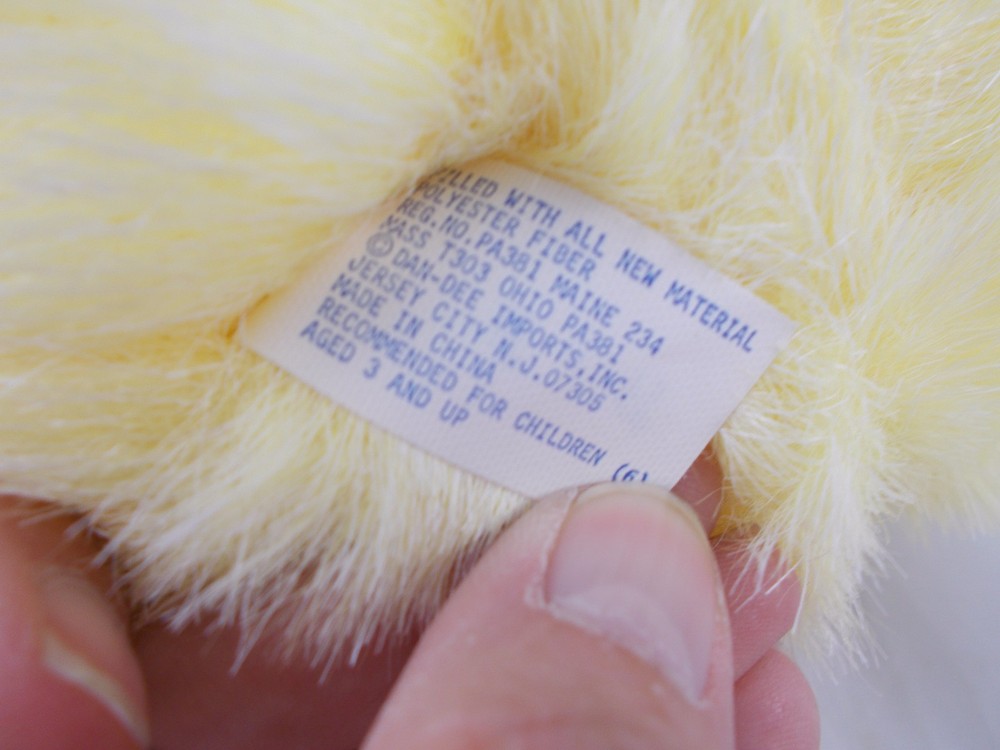 FILLED WITH ALL NEW MATERIAL
POLYESTER FIBER
REG.NO.PA381 MAINE 234
MASS T303 OHIO PA381
©DAN-DEE IMPORTS,INC.
JERSEY CITY N.J.07305
MADE IN CHINA
RECOMMENDED FOR CHILDREN
AGED 3 AND UP
(6)